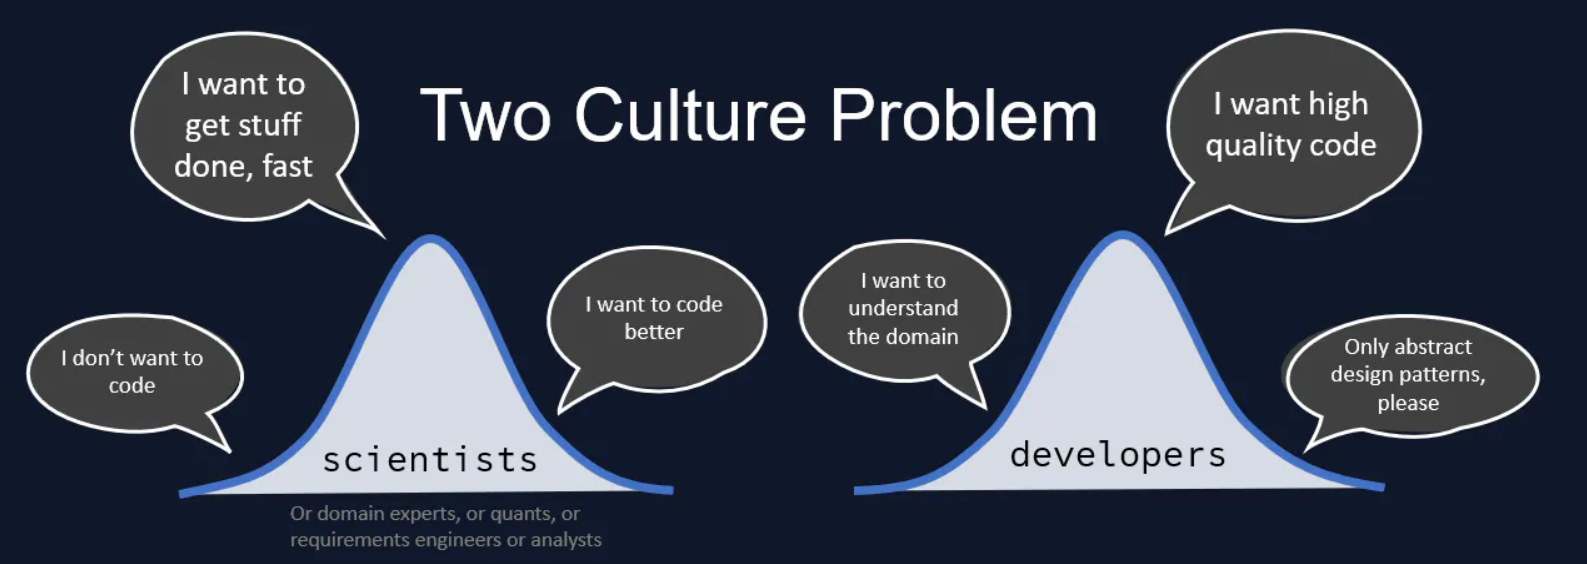 Two Culture Problem
I want to
get stuff
done, fast
I don't want to
code
I want to code
better
scientists
Or domain experts, or quants, or
requirements engineers or analysts
I want to
understand
the domain
I want high
quality code
Only abstract
design patterns,
please
developers